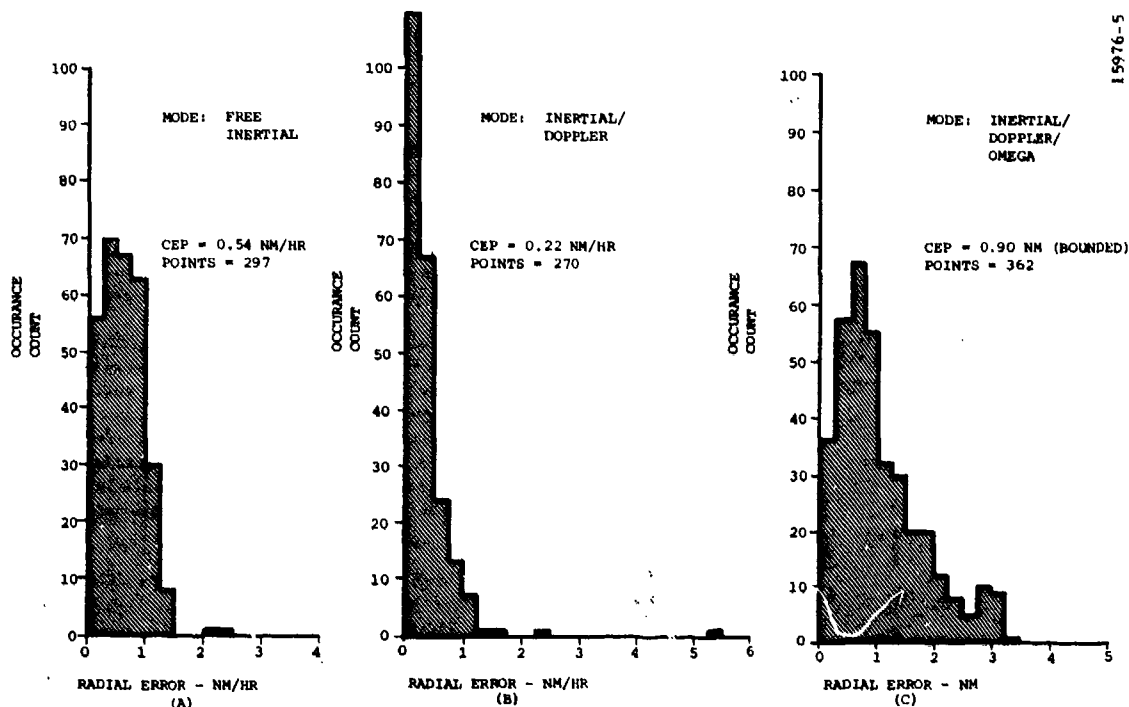 15976-5
100
90
80
70
60
50
40
30
20
10
0
OCCURANCE
COUNT
MODE: FREE
INERTIAL
CEP = 0.54 NM/HR
POINTS = 297
0 1 2 3 4
RADIAL ERROR - NM/HR
(A)
100
90
80
70
60
50
40
30
20
10
0
OCCURANCE
COUNT
MODE: INERTIAL/
DOPPLER
CEP = 0.22 NM/HR
POINTS = 270
0 1 2 3 4 5 6
RADIAL ERROR - NM/HR
(B)
100
90
80
70
60
50
40
30
20
10
0
OCCURANCE
COUNT
MODE: INERTIAL/
DOPPLER/
OMEGA
CEP = 0.90 NM (BOUNDED)
POINTS = 362
0 1 2 3 4 5
RADIAL ERROR - NM
(C)